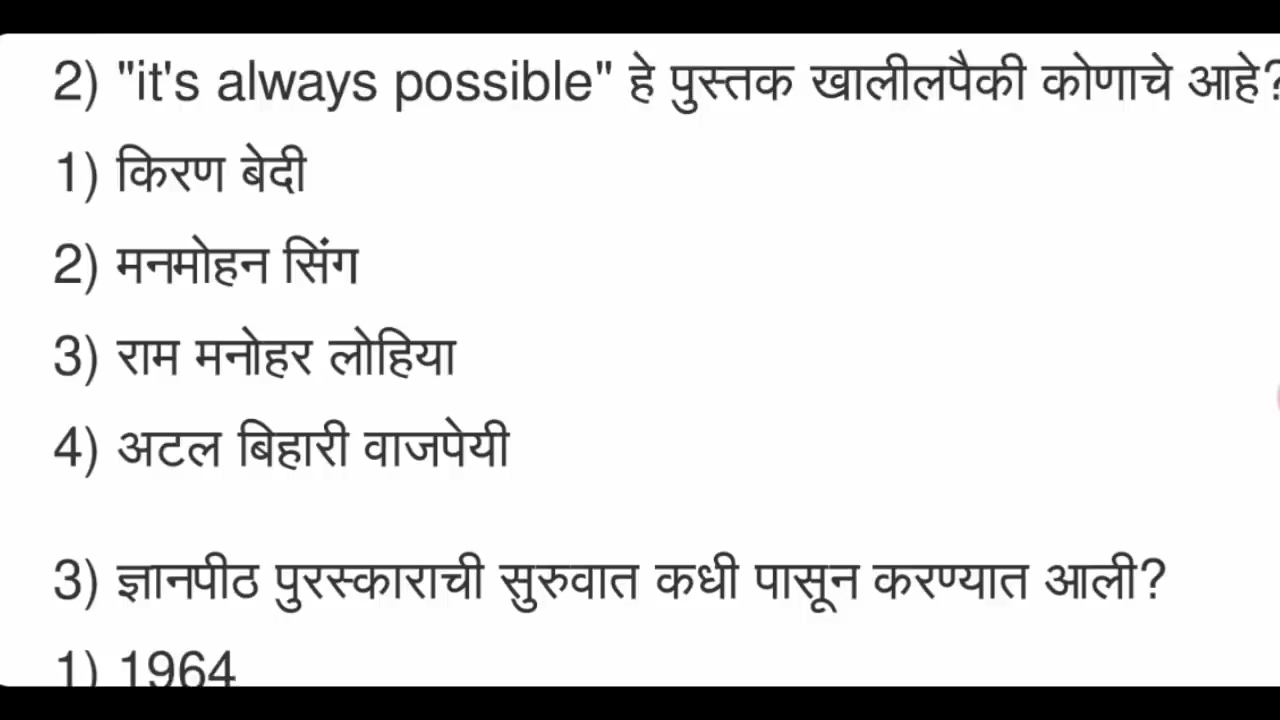 2) "it's always possible" हे पुस्तक खालीलपैकी कोणाचे आहे?
1) किरण बेदी
2) मनमोहन सिंग
3) राम मनोहर लोहिया
4) अटल बिहारी वाजपेयी
3) ज्ञानपीठ पुरस्काराची सुरुवात कधी पासून करण्यात आली?
1) 1964